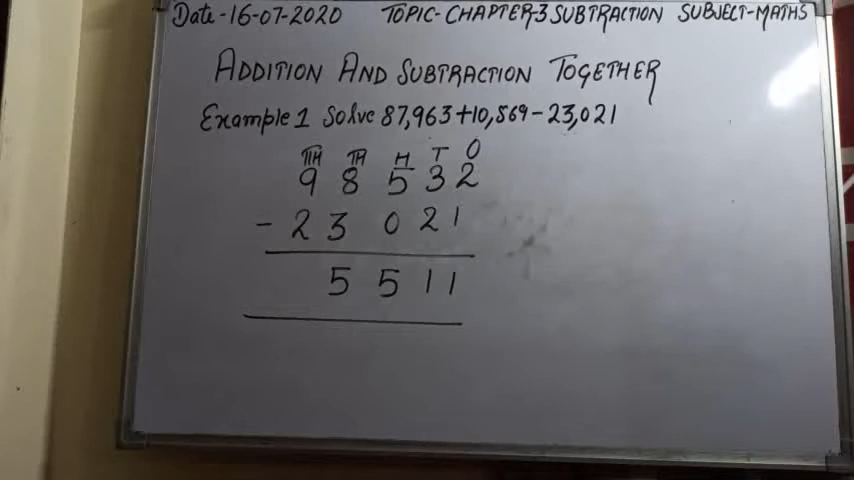 Date-16-07-2020 TOPIC-CHAPTER-3 SUBTRACTION SUBJECT-MATHS
ADDITION AND SUBTRACTION TOGETHER
Example 1 Solve 87,963+10,569-23,021
TTH TH H T O
9 8 5 3 2
- 2 3 0 2 1
5 5 1 1